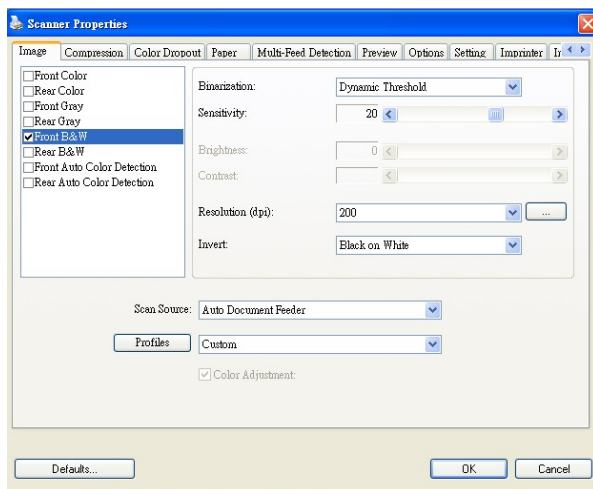 Scanner Properties
Image Compression Color Dropout Paper Multi-Feed Detection Preview Options Setting Imprinter
Front Color
Rear Color
Front Gray
Rear Gray
Front B&W
Rear B&W
Front Auto Color Detection
Rear Auto Color Detection
Binarization: Dynamic Threshold
Sensitivity: 20
Brightness: 0
Contrast:
Resolution (dpi): 200 ...
Invert: Black on White
Scan Source: Auto Document Feeder
Profiles Custom
Color Adjustment:
Defaults... OK Cancel